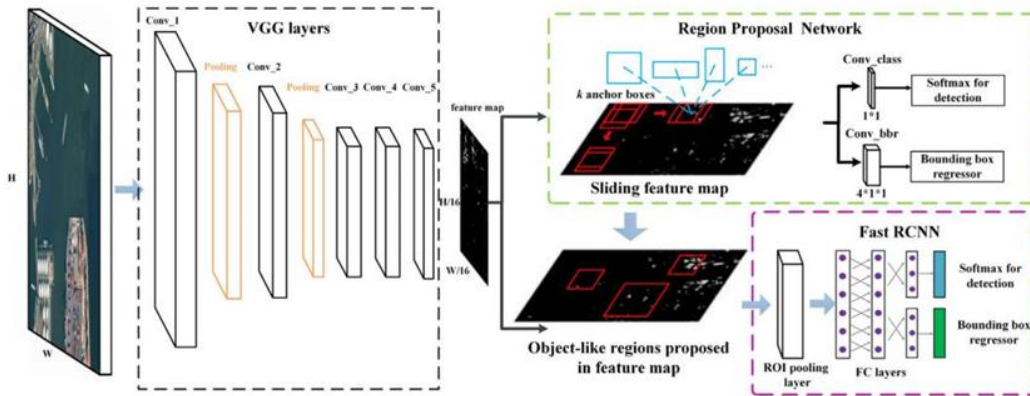 VGG layers
Conv_1
Pooling
Conv_2
Pooling
Conv_3
Conv_4
Conv_5
H
W
feature map
H/16
W/16
Region Proposal Network
k anchor boxes
...
Sliding feature map
Conv_class
1*1
Softmax for
detection
Conv_bbr
4*1*1
Bounding box
regressor
Object-like regions proposed
in feature map
Fast RCNN
ROI pooling
layer
FC layers
Softmax for
detection
Bounding box
regressor